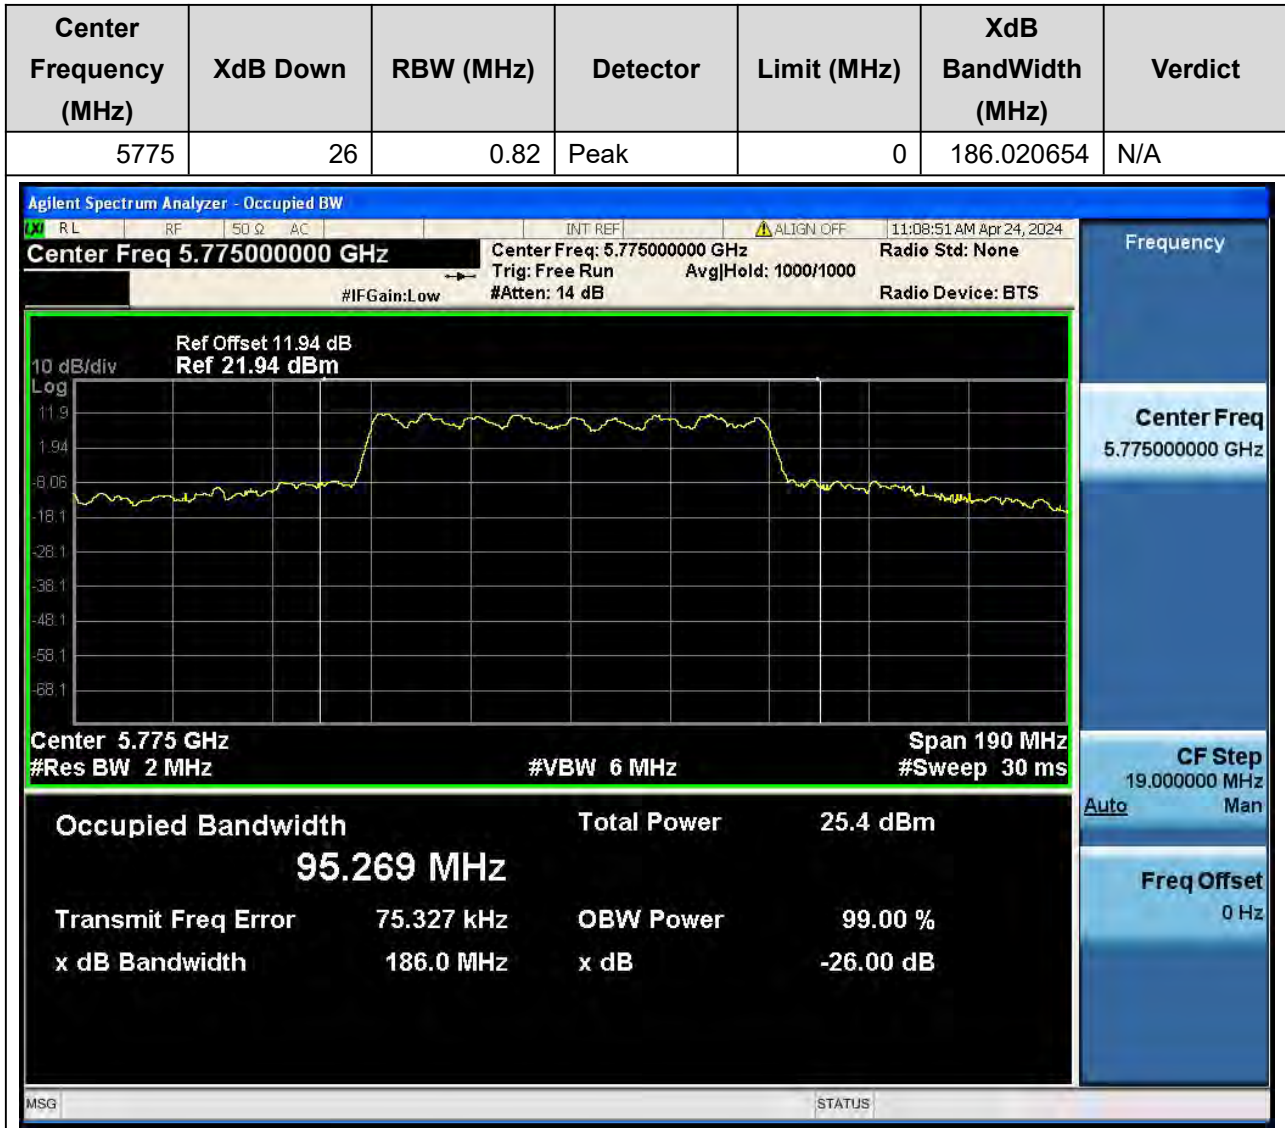 Center Frequency (MHz) XdB Down RBW (MHz) Detector Limit (MHz) XdB BandWidth (MHz) Verdict
5775 26 0.82 Peak 0 186.020654 N/A
Agilent Spectrum Analyzer - Occupied BW
LXI RL RF 50 Ω AC INT REF ALIGN OFF 11:08:51 AM Apr 24, 2024
Center Freq 5.775000000 GHz
Center Freq: 5.775000000 GHz
Radio Std: None
Trig: Free Run Avg|Hold: 1000/1000
#IFGain:Low #Atten: 14 dB Radio Device: BTS
Ref Offset 11.94 dB
10 dB/div Ref 21.94 dBm
Log
11.9
1.94
-8.06
-18.1
-28.1
-38.1
-48.1
-58.1
-68.1
Center 5.775 GHz Span 190 MHz
#Res BW 2 MHz #VBW 6 MHz #Sweep 30 ms
Occupied Bandwidth Total Power 25.4 dBm
95.269 MHz
Transmit Freq Error 75.327 kHz OBW Power 99.00 %
x dB Bandwidth 186.0 MHz x dB -26.00 dB
Frequency
Center Freq
5.775000000 GHz
CF Step
19.000000 MHz
Auto Man
Freq Offset
0 Hz
MSG STATUS